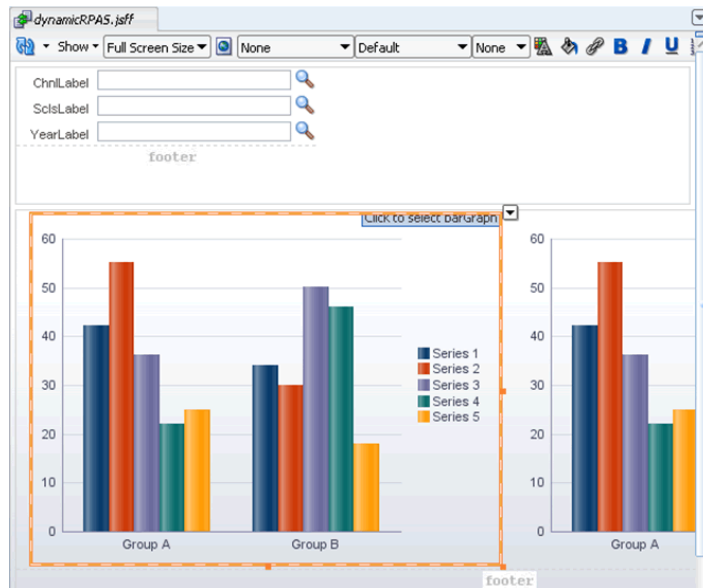 dynamicRPAS.jsff
Show Full Screen Size None Default None B I U
ChnlLabel
SclsLabel
YearLabel
footer
Click to select barGraph
60
50
40
30
20
10
0
Group A Group B
Series 1
Series 2
Series 3
Series 4
Series 5
60
50
40
30
20
10
0
Group A
footer